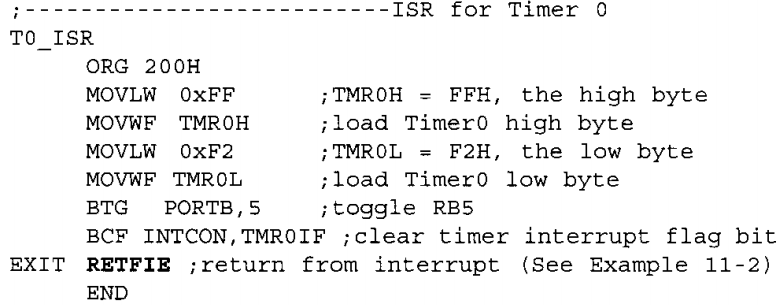 ;--------------------------ISR for Timer 0
T0_ISR
ORG 200H
MOVLW 0xFF ;TMR0H = FFH, the high byte
MOVWF TMR0H ;load Timer0 high byte
MOVLW 0xF2 ;TMR0L = F2H, the low byte
MOVWF TMR0L ;load Timer0 low byte
BTG PORTB,5 ;toggle RB5
BCF INTCON,TMR0IF ;clear timer interrupt flag bit
EXIT RETFIE ;return from interrupt (See Example 11-2)
END